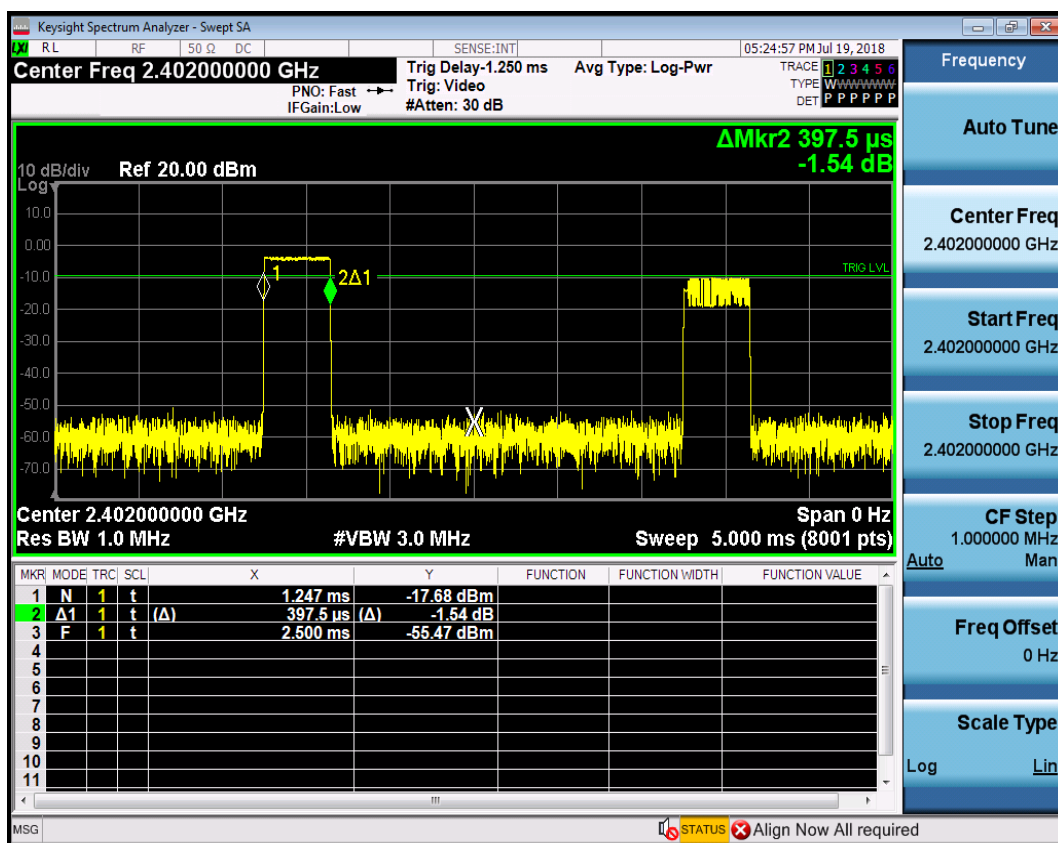 Keysight Spectrum Analyzer - Swept SA
LXI RL RF 50 Ω DC SENSE:INT 05:24:57 PM Jul 19, 2018
Center Freq 2.402000000 GHz
PNO: Fast
IFGain:Low
Trig Delay-1.250 ms
Trig: Video
#Atten: 30 dB
Avg Type: Log-Pwr
TRACE 1 2 3 4 5 6
TYPE WWWWWW
DET P P P P P P
ΔMkr2 397.5 µs
-1.54 dB
10 dB/div Ref 20.00 dBm
Log
10.0
0.00
-10.0
-20.0
-30.0
-40.0
-50.0
-60.0
-70.0
1
2Δ1
TRIG LVL
X
Center 2.402000000 GHz Span 0 Hz
Res BW 1.0 MHz #VBW 3.0 MHz Sweep 5.000 ms (8001 pts)
MKR MODE TRC SCL X Y FUNCTION FUNCTION WIDTH FUNCTION VALUE
1 N 1 t 1.247 ms -17.68 dBm
2 Δ1 1 t (Δ) 397.5 µs (Δ) -1.54 dB
3 F 1 t 2.500 ms -55.47 dBm
4
5
6
7
8
9
10
11
MSG STATUS Align Now All required
Frequency
Auto Tune
Center Freq
2.402000000 GHz
Start Freq
2.402000000 GHz
Stop Freq
2.402000000 GHz
CF Step
1.000000 MHz
Auto Man
Freq Offset
0 Hz
Scale Type
Log Lin